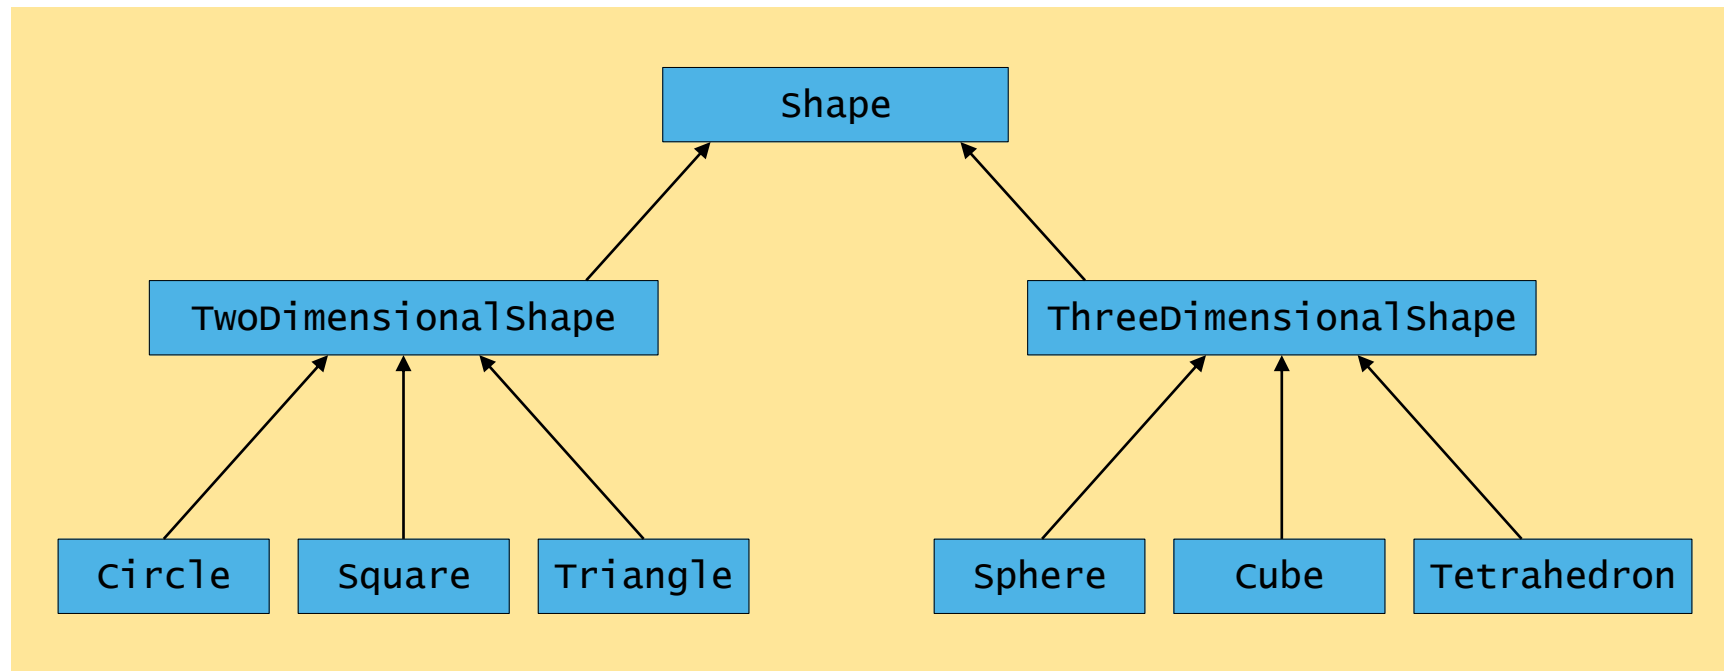 Shape
TwoDimensionalShape
ThreeDimensionalShape
Circle
Square
Triangle
Sphere
Cube
Tetrahedron